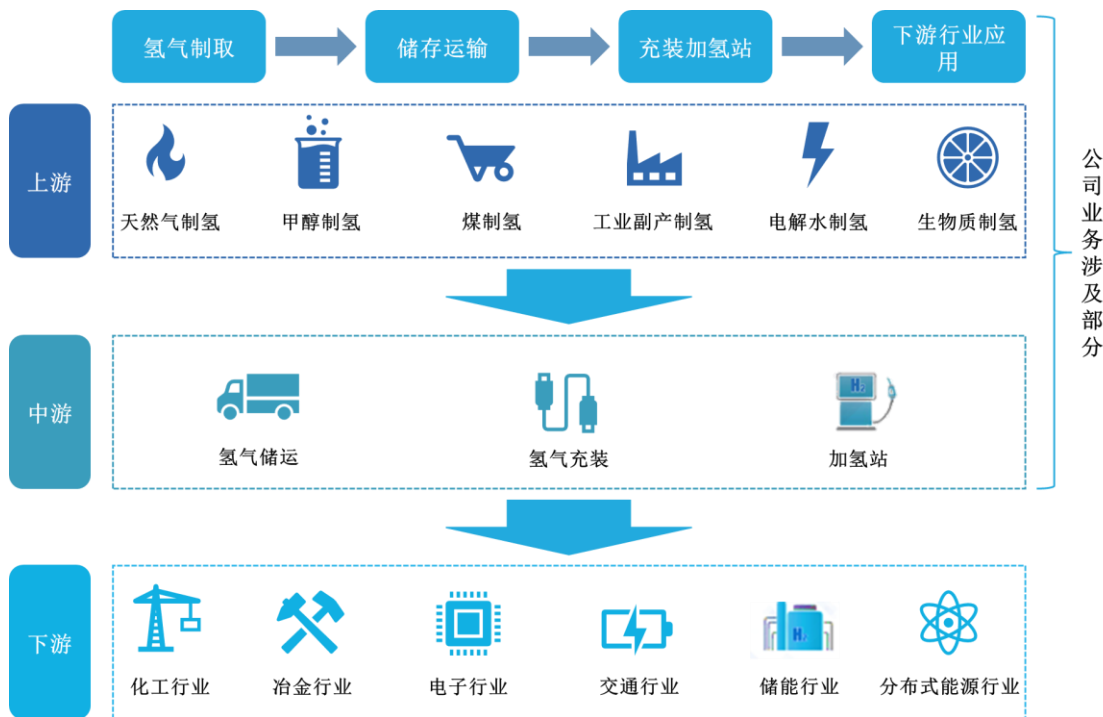 氢气制取
储存运输
充装加氢站
下游行业应
用
上游
天然气制氢
甲醇制氢
煤制氢
工业副产制氢
电解水制氢
生物质制氢
公司业务涉及部分
中游
H₂
氢气储运
氢气充装
加氢站
下游
H₂
化工行业
冶金行业
电子行业
交通行业
储能行业
分布式能源行业